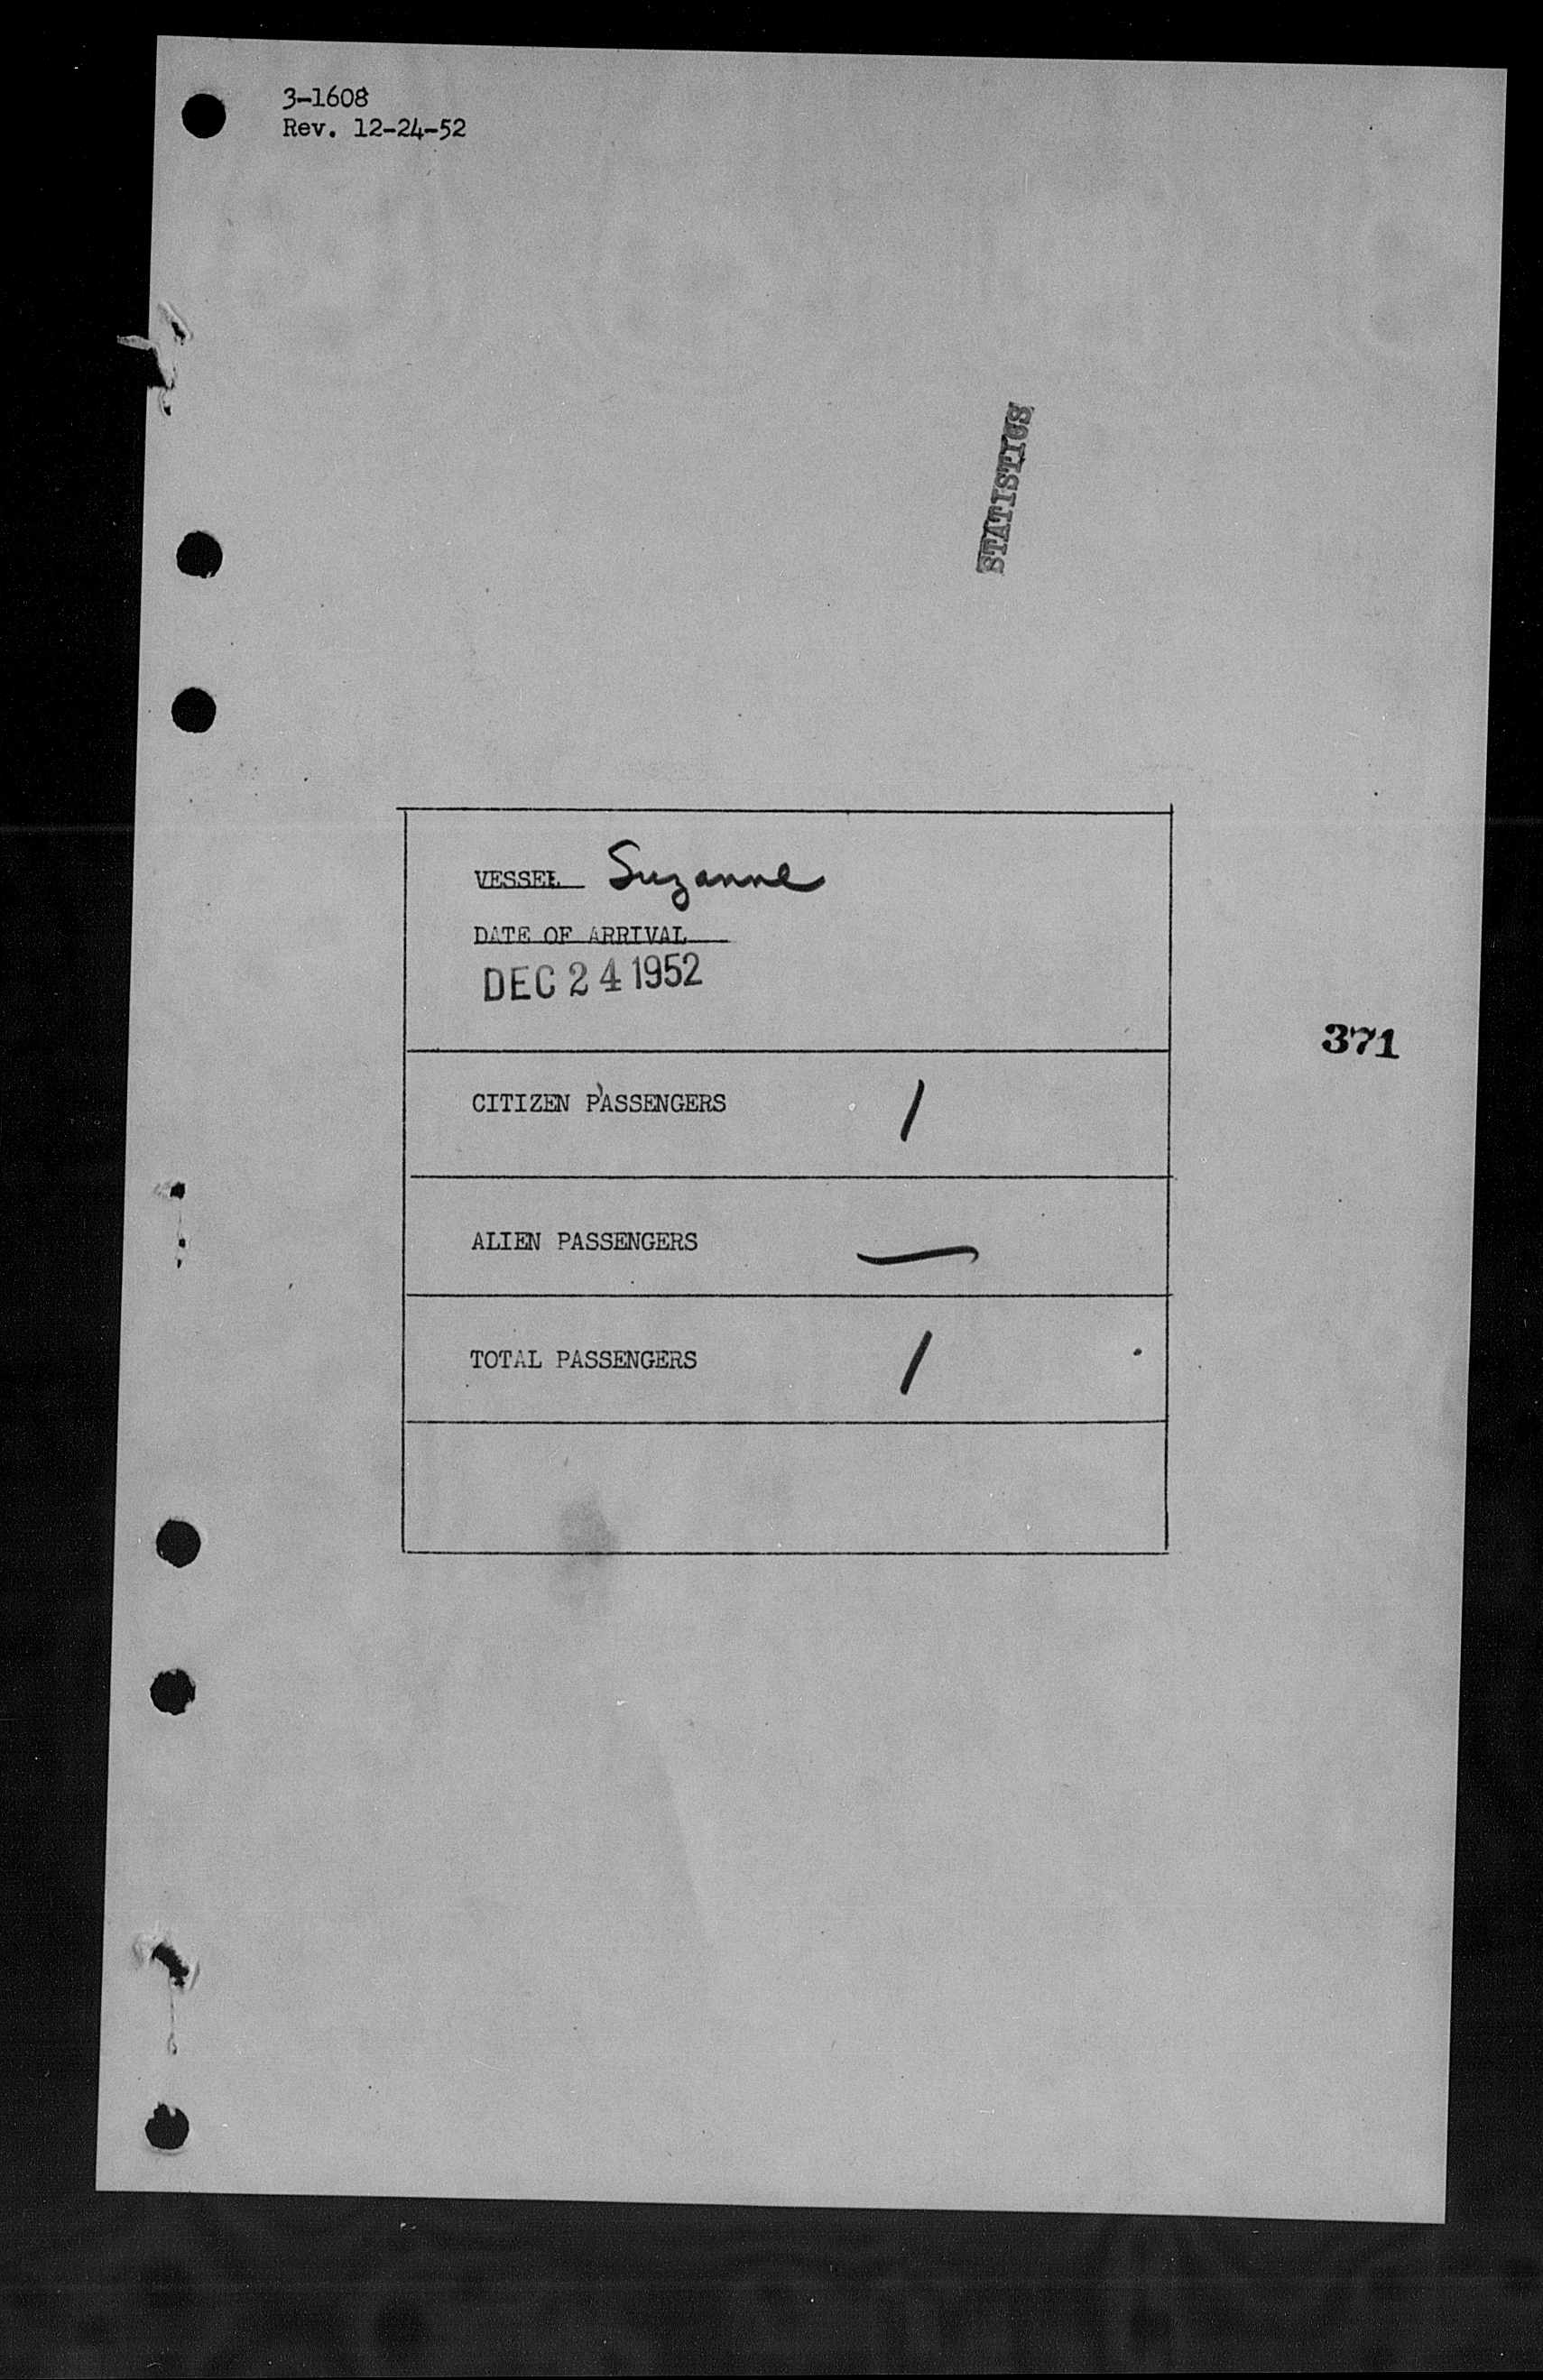 3-1608
Rev. 12-24-52
STATISTICS
VESSEL Suzanne
DATE OF ARRIVAL
DEC 24 1952
371
CITIZEN PASSENGERS 1
ALIEN PASSENGERS —
TOTAL PASSENGERS 1